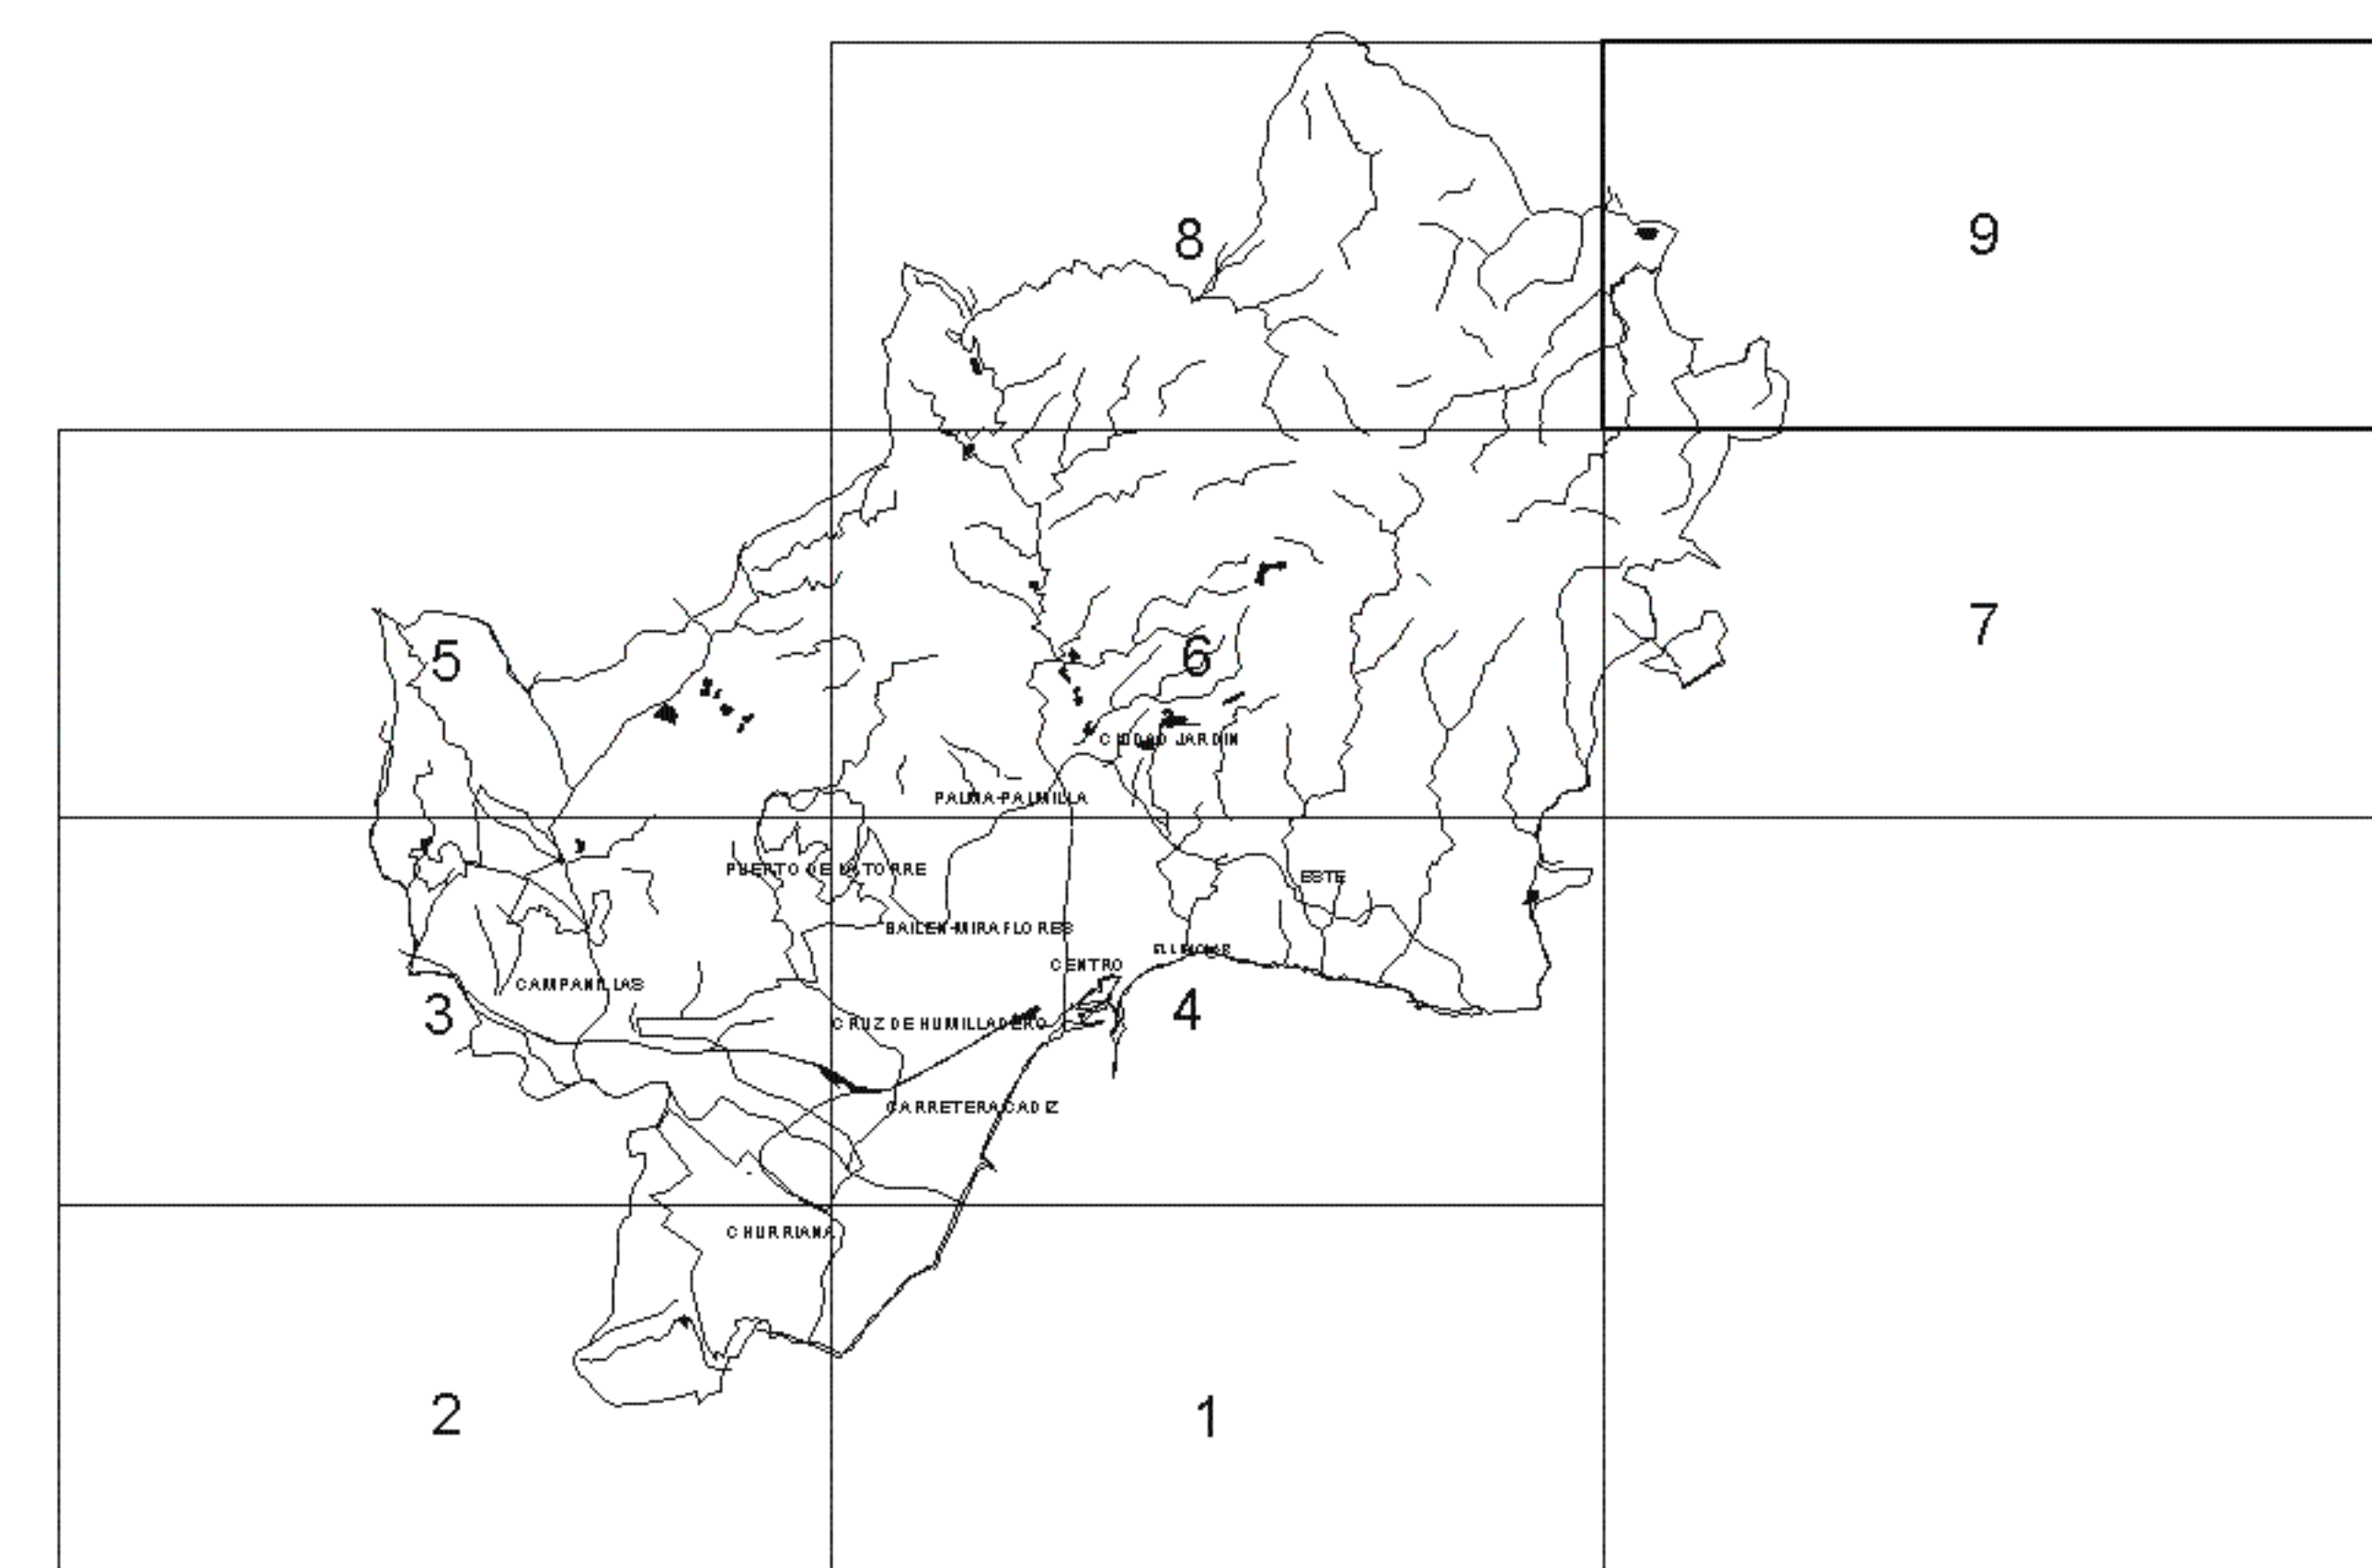 8
9
5
6
7
CIUDAD JARDIN
PALMA-PALMILLA
PUERTO DE LA TORRE
ESTE
BAILEN-MIRAFLORES
CENTRO
CAMPANILLAS
3
4
CRUZ DE HUMILLADERO
CARRETERA CADIZ
CHURRIANA
2
1